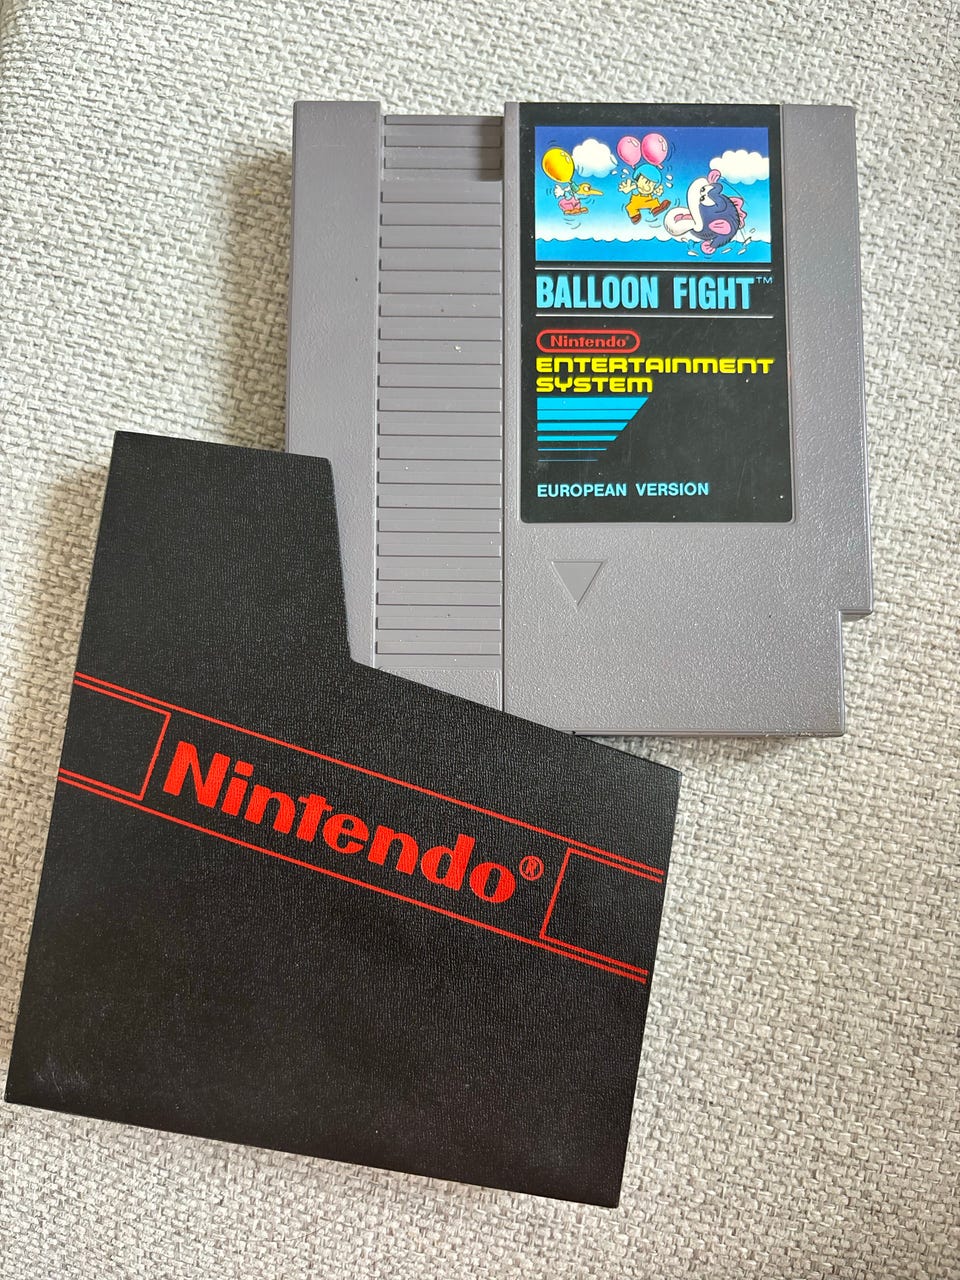 BALLOON FIGHT™
Nintendo®
ENTERTAINMENT
SYSTEM
EUROPEAN VERSION
Nintendo®